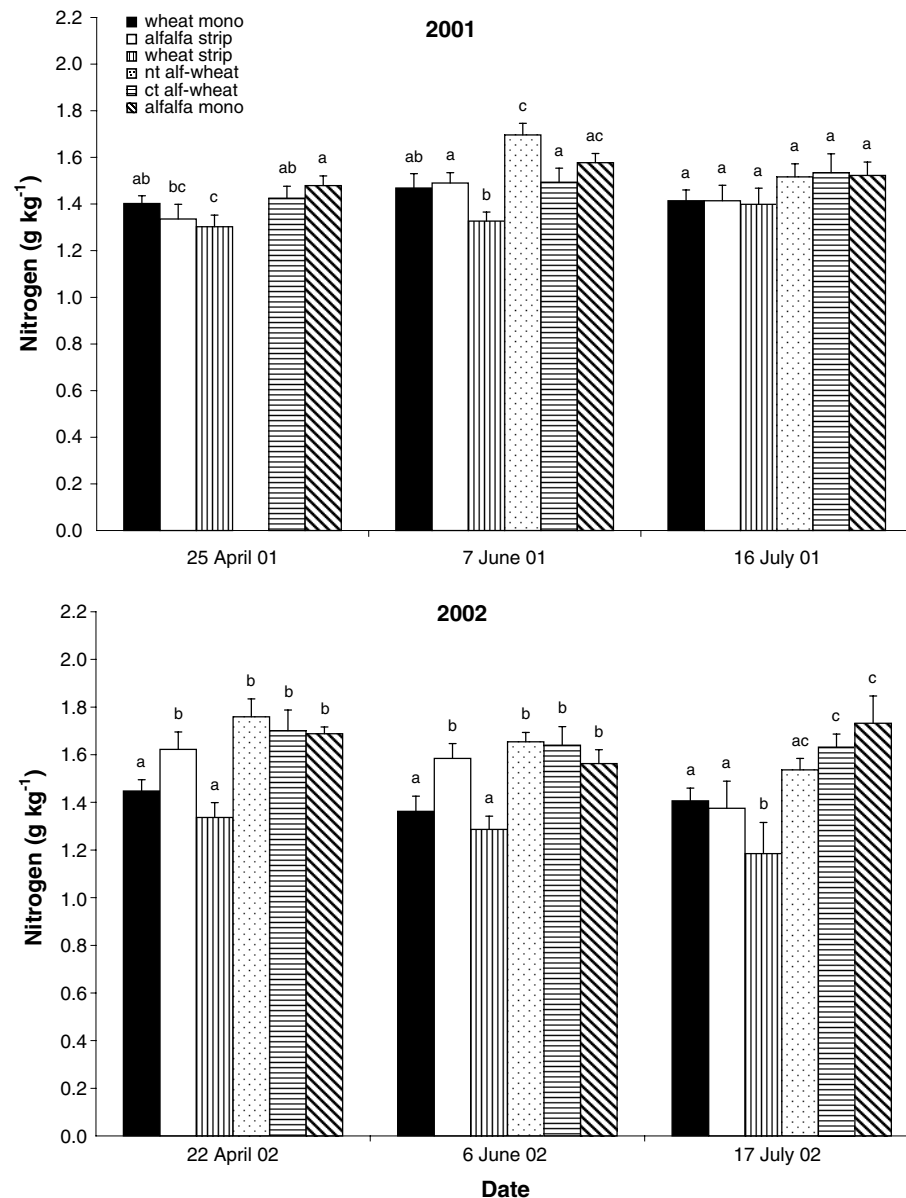 2001
wheat mono
alfalfa strip
wheat strip
nt alf-wheat
ct alf-wheat
alfalfa mono
Nitrogen (g kg-1)
2.2
2.0
1.8
1.6
1.4
1.2
1.0
0.8
0.6
0.4
0.2
0.0
ab bc c ab a
ab a b c a ac
a a a a a a
25 April 01 7 June 01 16 July 01
2002
Nitrogen (g kg-1)
2.2
2.0
1.8
1.6
1.4
1.2
1.0
0.8
0.6
0.4
0.2
0.0
a b a b b b
a b a b b b
a a b ac c c
22 April 02 6 June 02 17 July 02
Date